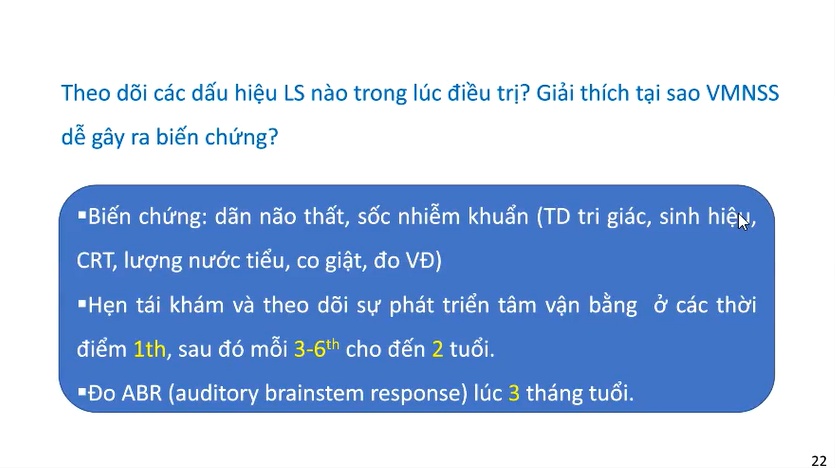 Theo dõi các dấu hiệu LS nào trong lúc điều trị? Giải thích tại sao VMNSS
dễ gây ra biến chứng?
▪Biến chứng: dãn não thất, sốc nhiễm khuẩn (TD tri giác, sinh hiệu,
CRT, lượng nước tiểu, co giật, đo VĐ)
▪Hẹn tái khám và theo dõi sự phát triển tâm vận bằng ở các thời
điểm 1th, sau đó mỗi 3-6th cho đến 2 tuổi.
▪Đo ABR (auditory brainstem response) lúc 3 tháng tuổi.
22